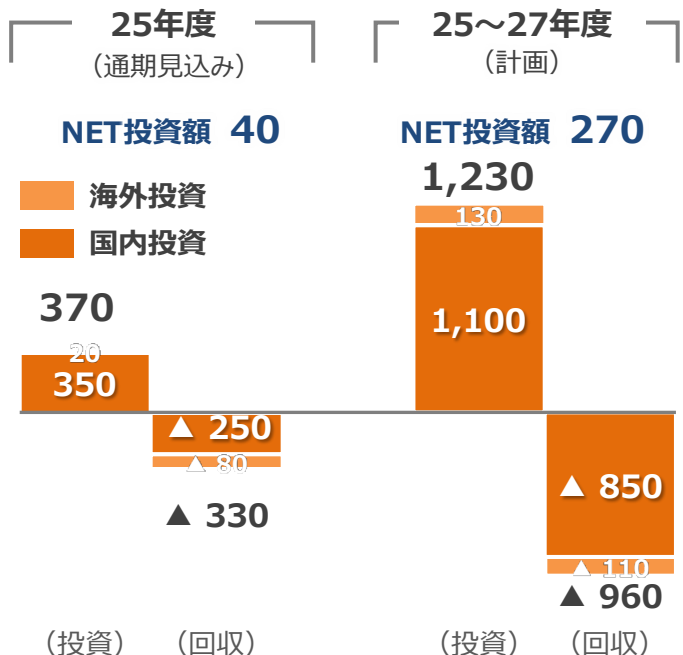 25年度
（通期見込み）
NET投資額 40
海外投資
国内投資
370
20
350
▲ 250
▲ 80
▲ 330
（投資）
（回収）
25～27年度
（計画）
NET投資額 270
1,230
130
1,100
▲ 850
▲ 110
▲ 960
（投資）
（回収）